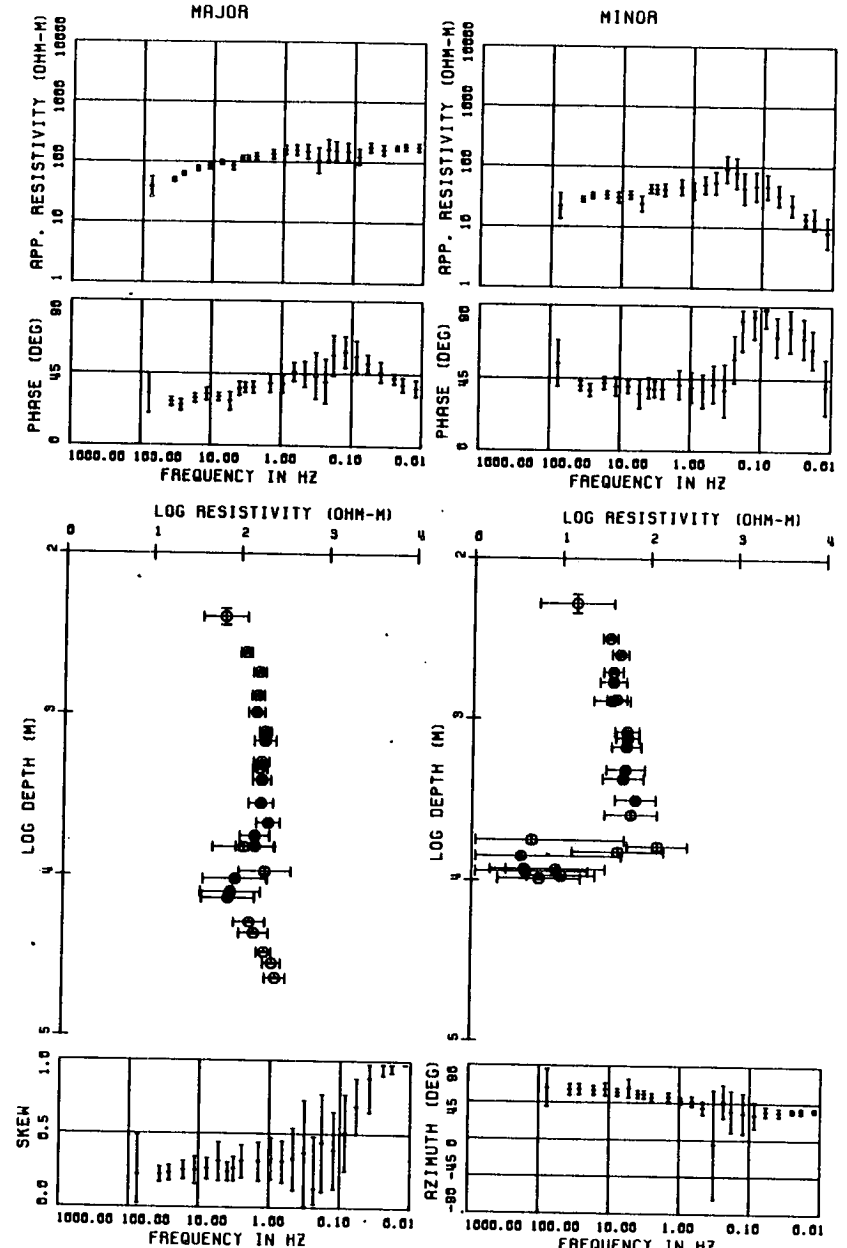 MAJOR
APP. RESISTIVITY (OHM-M)
10000
1000
100
10
1
PHASE (DEG)
90
45
0
1000.00 100.00 10.00 1.00 0.10 0.01
FREQUENCY IN HZ
MINOR
APP. RESISTIVITY (OHM-M)
10000
1000
100
10
1
PHASE (DEG)
90
45
0
1000.00 100.00 10.00 1.00 0.10 0.01
FREQUENCY IN HZ
LOG RESISTIVITY (OHM-M)
0 1 2 3 4
LOG DEPTH (M)
2
3
4
5
LOG RESISTIVITY (OHM-M)
0 1 2 3 4
LOG DEPTH (M)
2
3
4
5
SKEW
1.0
0.5
0.0
1000.00 100.00 10.00 1.00 0.10 0.01
FREQUENCY IN HZ
AZIMUTH (DEG)
90
45
0
-45
-90
1000.00 100.00 10.00 1.00 0.10 0.01
FREQUENCY IN HZ